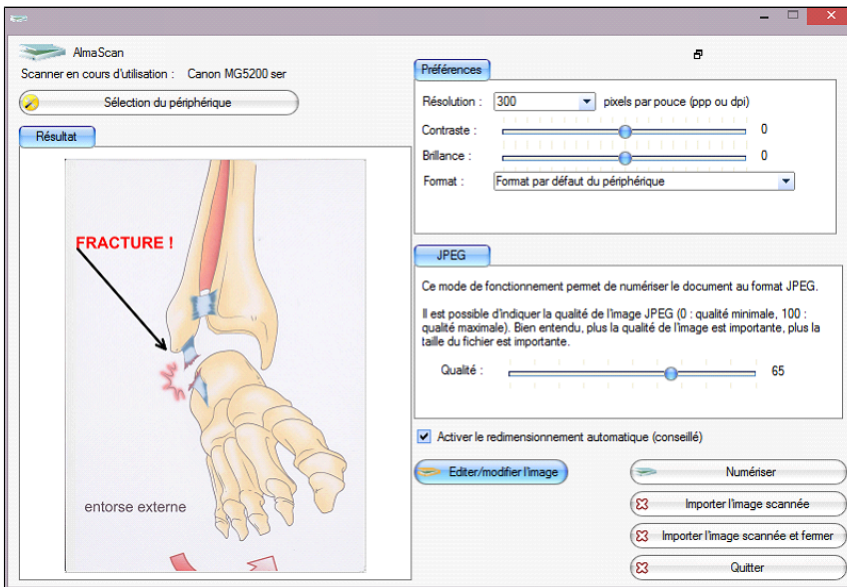 AlmaScan
Scanner en cours d'utilisation : Canon MG5200 ser
Sélection du périphérique
Résultat
FRACTURE !
entorse externe
Préférences
Résolution : 300 pixels par pouce (ppp ou dpi)
Contraste : 0
Brillance : 0
Format : Format par défaut du périphérique
JPEG
Ce mode de fonctionnement permet de numériser le document au format JPEG.
Il est possible d'indiquer la qualité de l'image JPEG (0 : qualité minimale, 100 :
qualité maximale). Bien entendu, plus la qualité de l'image est importante, plus la
taille du fichier est importante.
Qualité : 65
Activer le redimensionnement automatique (conseillé)
Editer/modifier l'image
Numériser
Importer l'image scannée
Importer l'image scannée et fermer
Quitter